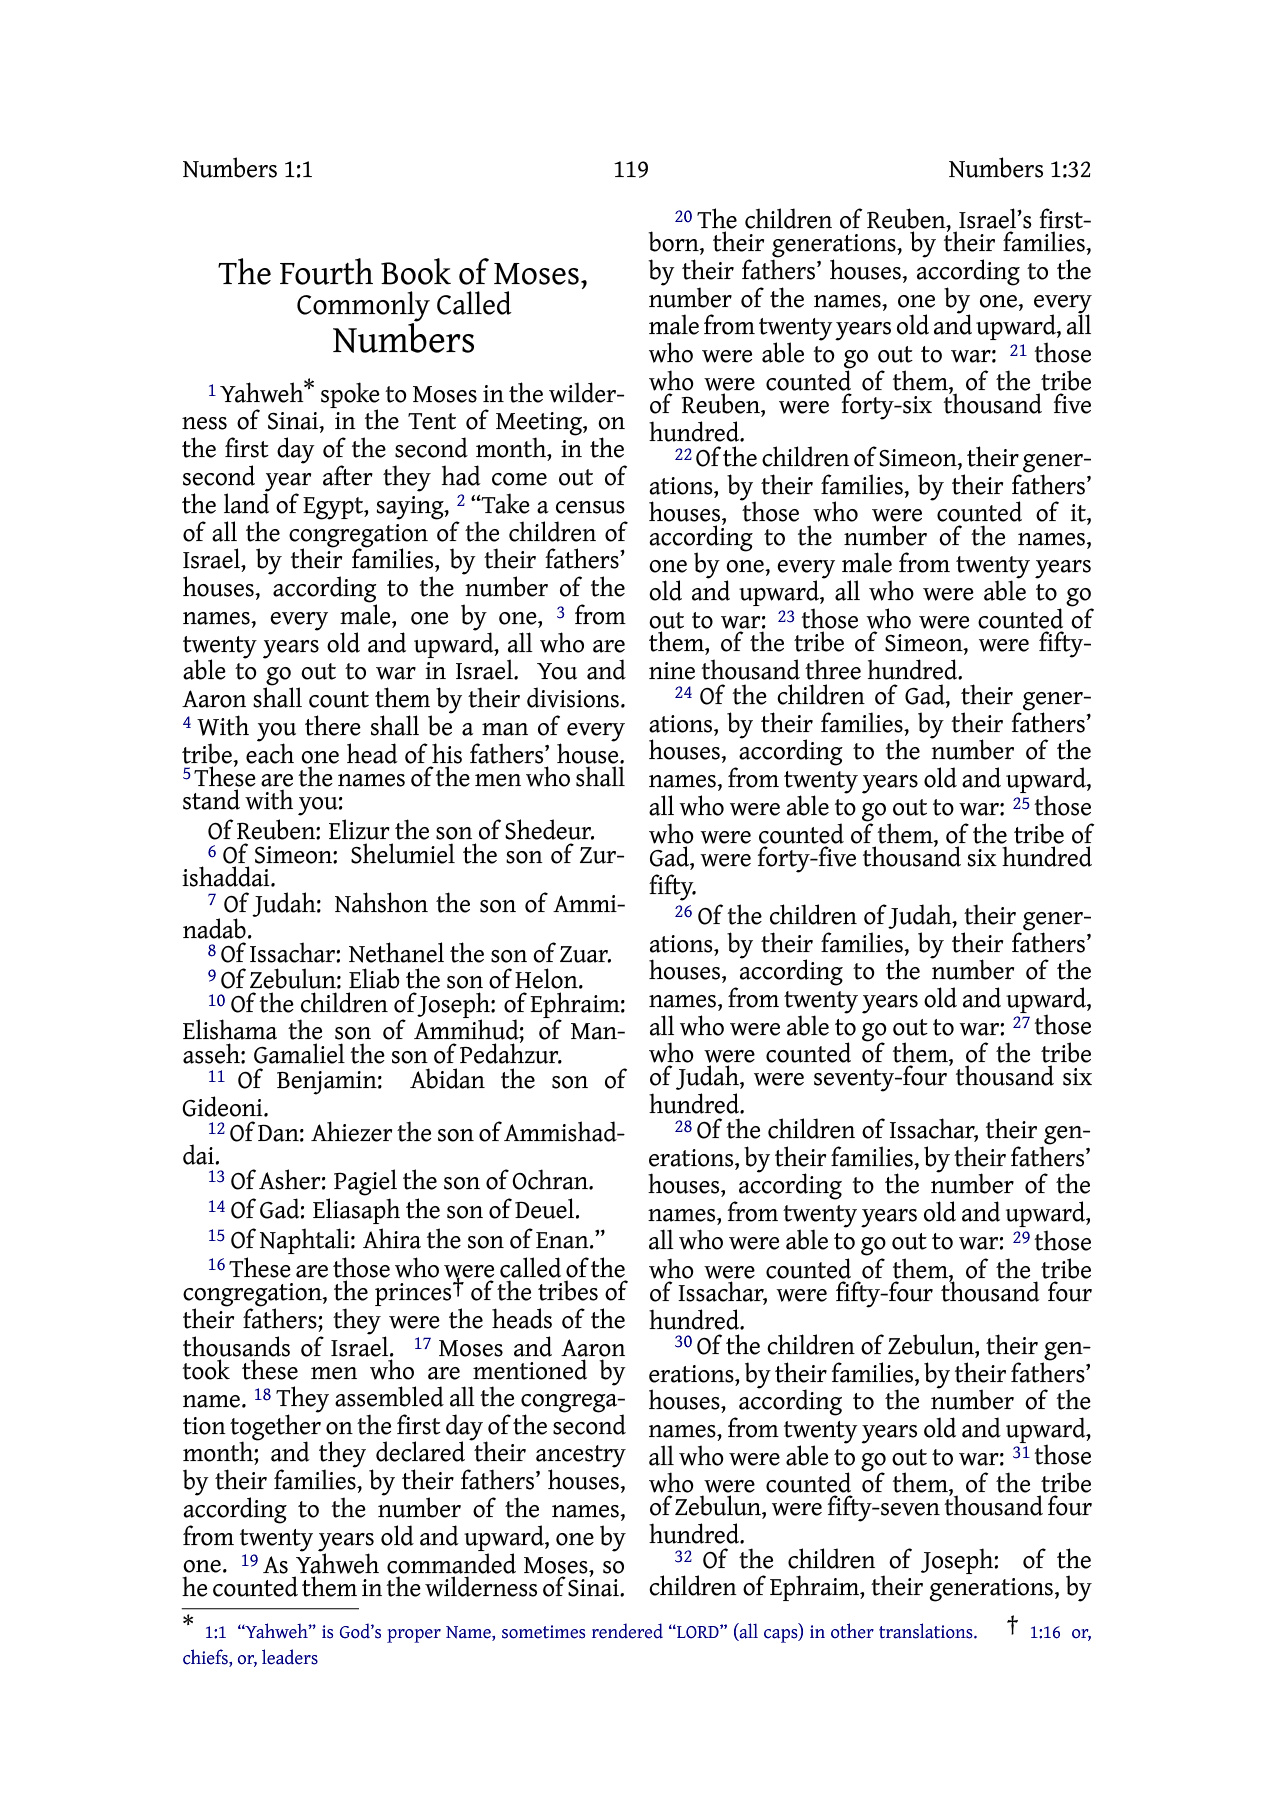 Numbers 1:1 119 Numbers 1:32
The Fourth Book of Moses,
Commonly Called
Numbers
1 Yahweh* spoke to Moses in the wilder-
ness of Sinai, in the Tent of Meeting, on
the first day of the second month, in the
second year after they had come out of
the land of Egypt, saying, 2 “Take a census
of all the congregation of the children of
Israel, by their families, by their fathers’
houses, according to the number of the
names, every male, one by one, 3 from
twenty years old and upward, all who are
able to go out to war in Israel. You and
Aaron shall count them by their divisions.
4 With you there shall be a man of every
tribe, each one head of his fathers’ house.
5 These are the names of the men who shall
stand with you:
Of Reuben: Elizur the son of Shedeur.
6 Of Simeon: Shelumiel the son of Zur-
ishaddai.
7 Of Judah: Nahshon the son of Ammi-
nadab.
8 Of Issachar: Nethanel the son of Zuar.
9 Of Zebulun: Eliab the son of Helon.
10 Of the children of Joseph: of Ephraim:
Elishama the son of Ammihud; of Man-
asseh: Gamaliel the son of Pedahzur.
11 Of Benjamin: Abidan the son of
Gideoni.
12 Of Dan: Ahiezer the son of Ammishad-
dai.
13 Of Asher: Pagiel the son of Ochran.
14 Of Gad: Eliasaph the son of Deuel.
15 Of Naphtali: Ahira the son of Enan.”
16 These are those who were called of the
congregation, the princes† of the tribes of
their fathers; they were the heads of the
thousands of Israel. 17 Moses and Aaron
took these men who are mentioned by
name. 18 They assembled all the congrega-
tion together on the first day of the second
month; and they declared their ancestry
by their families, by their fathers’ houses,
according to the number of the names,
from twenty years old and upward, one by
one. 19 As Yahweh commanded Moses, so
he counted them in the wilderness of Sinai.
20 The children of Reuben, Israel’s first-
born, their generations, by their families,
by their fathers’ houses, according to the
number of the names, one by one, every
male from twenty years old and upward, all
who were able to go out to war: 21 those
who were counted of them, of the tribe
of Reuben, were forty-six thousand five
hundred.
22 Of the children of Simeon, their gener-
ations, by their families, by their fathers’
houses, those who were counted of it,
according to the number of the names,
one by one, every male from twenty years
old and upward, all who were able to go
out to war: 23 those who were counted of
them, of the tribe of Simeon, were fifty-
nine thousand three hundred.
24 Of the children of Gad, their gener-
ations, by their families, by their fathers’
houses, according to the number of the
names, from twenty years old and upward,
all who were able to go out to war: 25 those
who were counted of them, of the tribe of
Gad, were forty-five thousand six hundred
fifty.
26 Of the children of Judah, their gener-
ations, by their families, by their fathers’
houses, according to the number of the
names, from twenty years old and upward,
all who were able to go out to war: 27 those
who were counted of them, of the tribe
of Judah, were seventy-four thousand six
hundred.
28 Of the children of Issachar, their gen-
erations, by their families, by their fathers’
houses, according to the number of the
names, from twenty years old and upward,
all who were able to go out to war: 29 those
who were counted of them, of the tribe
of Issachar, were fifty-four thousand four
hundred.
30 Of the children of Zebulun, their gen-
erations, by their families, by their fathers’
houses, according to the number of the
names, from twenty years old and upward,
all who were able to go out to war: 31 those
who were counted of them, of the tribe
of Zebulun, were fifty-seven thousand four
hundred.
32 Of the children of Joseph: of the
children of Ephraim, their generations, by
* 1:1 “Yahweh” is God’s proper Name, sometimes rendered “LORD” (all caps) in other translations. † 1:16 or,
chiefs, or, leaders